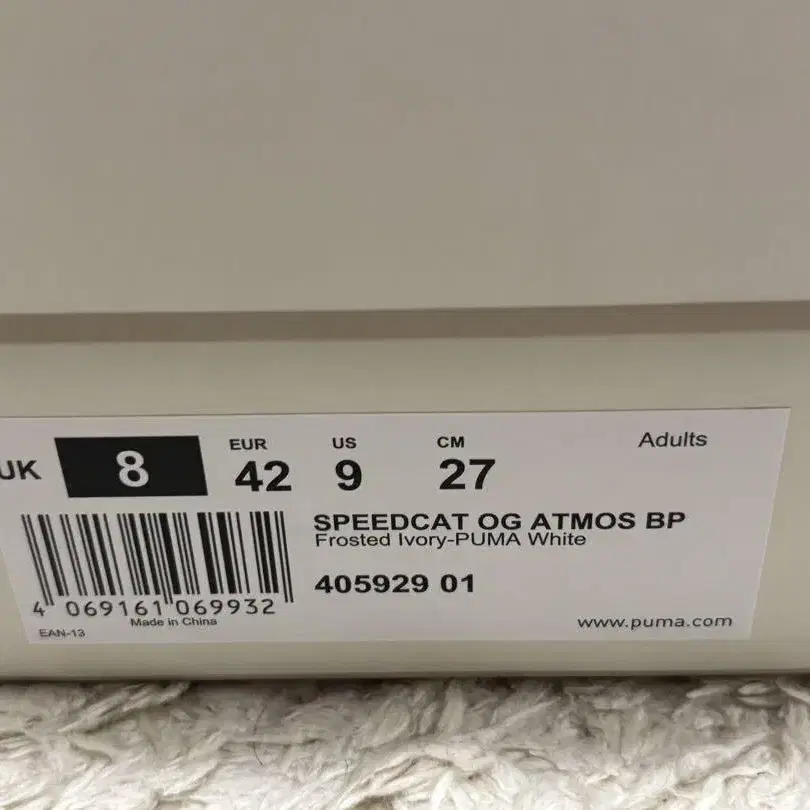 UK 8
EUR 42
US 9
CM 27
Adults
SPEEDCAT OG ATMOS BP
Frosted Ivory-PUMA White
405929 01
4 069161 069932
Made in China
EAN-13
www.puma.com